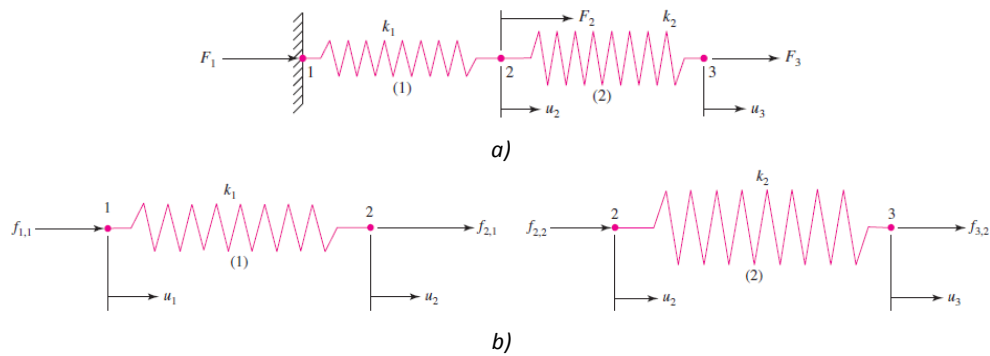 F₂ k₂
k₁
F₁ 1 2 3 F₃
(1) (2)
u₂ u₃
a)
k₁ k₂
1 2 2 3
f₁,₁ f₂,₁ f₂,₂ f₃,₂
(1) (2)
u₁ u₂ u₂ u₃
b)